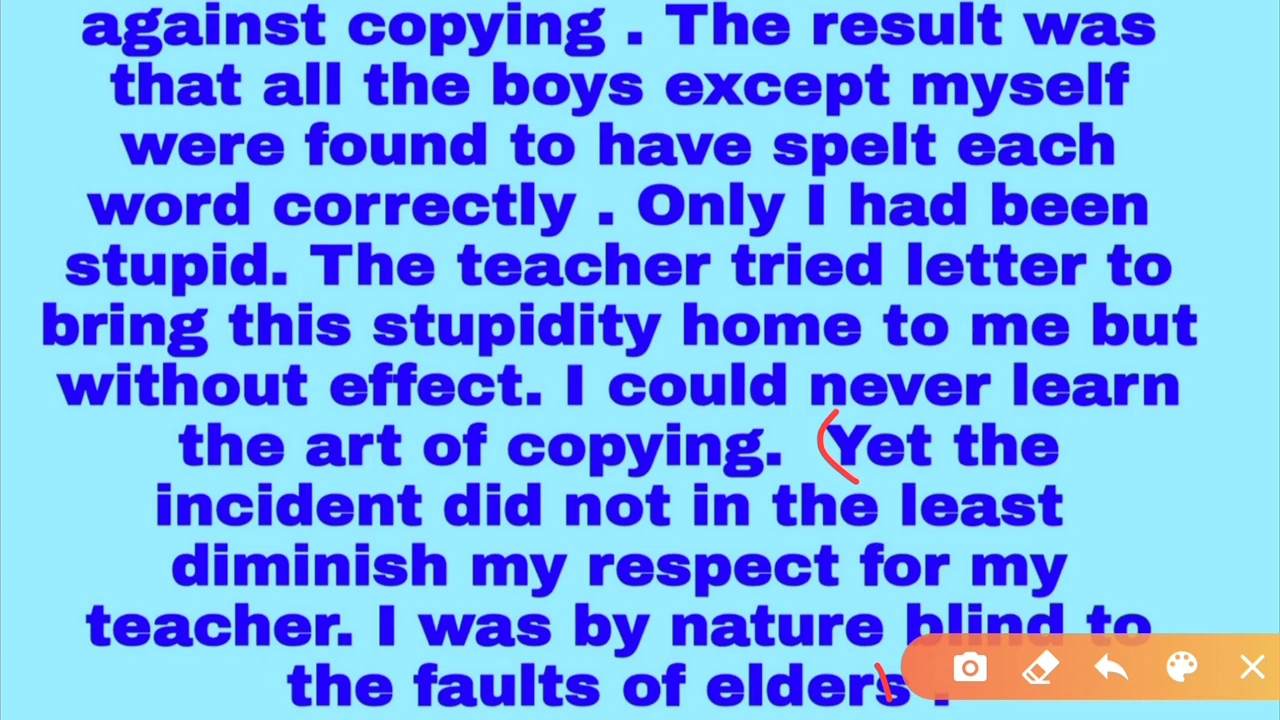 against copying . The result was
that all the boys except myself
were found to have spelt each
word correctly . Only I had been
stupid. The teacher tried letter to
bring this stupidity home to me but
without effect. I could never learn
the art of copying. Yet the
incident did not in the least
diminish my respect for my
teacher. I was by nature blind to
the faults of elders .